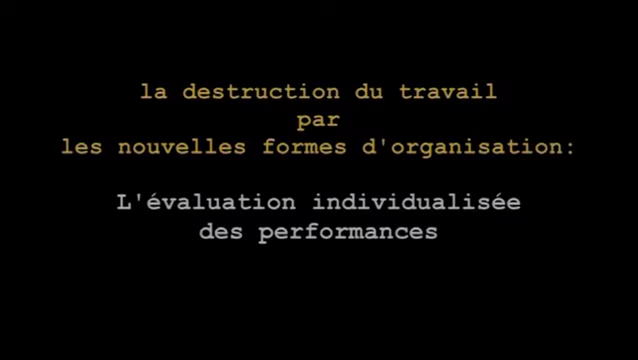 la destruction du travail
par
les nouvelles formes d'organisation:
L'évaluation individualisée
des performances